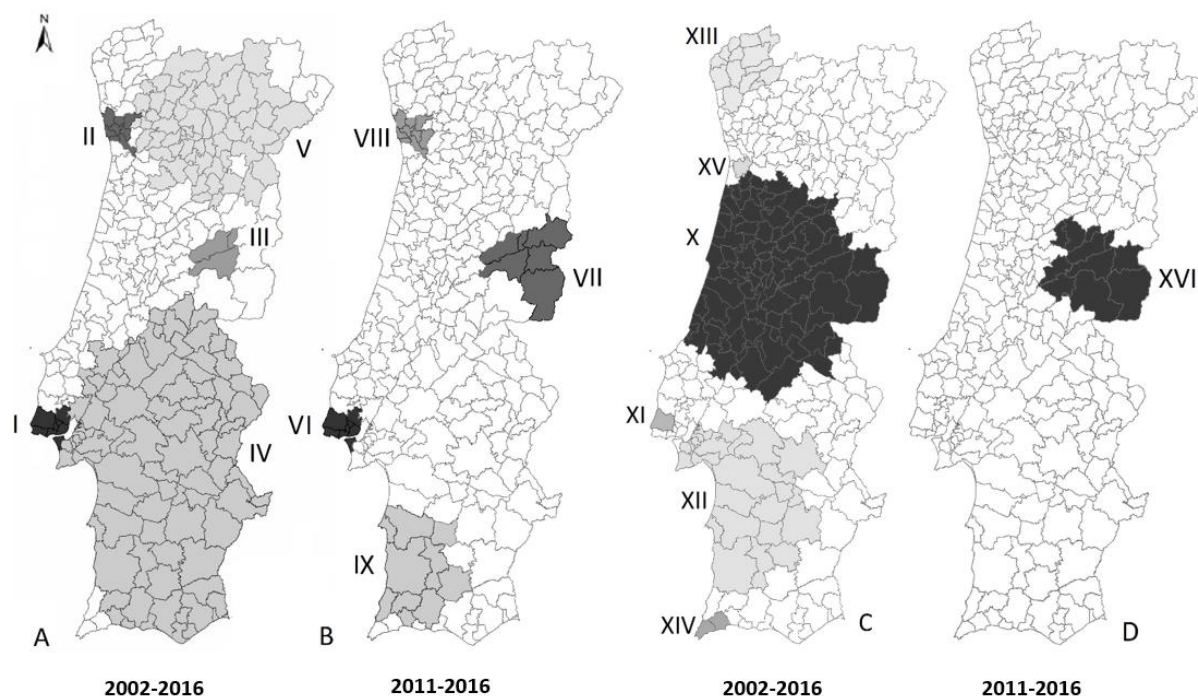 N
XIII
II
V
VIII
XV
III
X
VII
XVI
I
IV
VI
XI
XII
IX
XIV
A
B
C
D
2002-2016
2011-2016
2002-2016
2011-2016